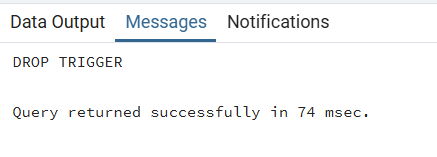 Data Output Messages Notifications
DROP TRIGGER
Query returned successfully in 74 msec.